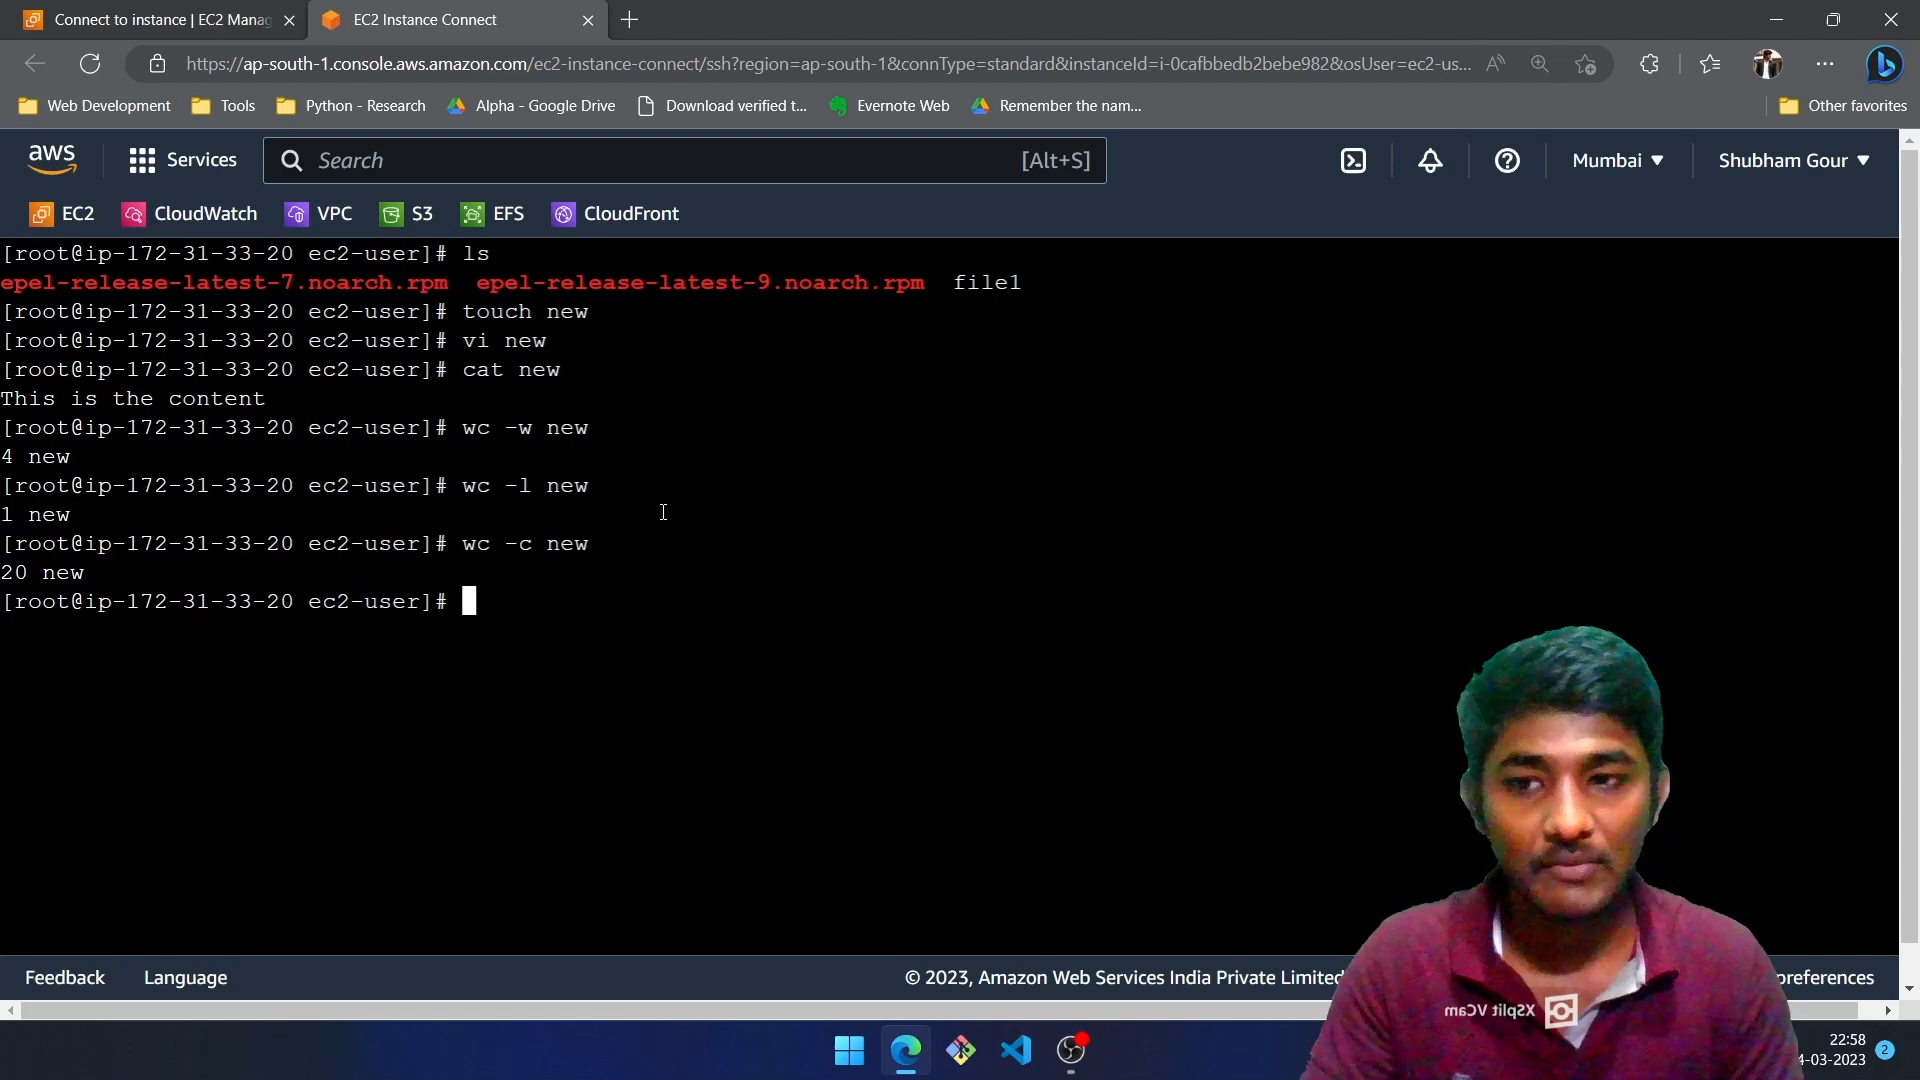 Connect to instance | EC2 Manag
EC2 Instance Connect
https://ap-south-1.console.aws.amazon.com/ec2-instance-connect/ssh?region=ap-south-1&connType=standard&instanceId=i-0cafbbedb2bebe982&osUser=ec2-us...
Web Development Tools Python - Research Alpha - Google Drive Download verified t... Evernote Web Remember the nam... Other favorites
aws Services Search [Alt+S] Mumbai Shubham Gour
EC2 CloudWatch VPC S3 EFS CloudFront
[root@ip-172-31-33-20 ec2-user]# ls
epel-release-latest-7.noarch.rpm epel-release-latest-9.noarch.rpm file1
[root@ip-172-31-33-20 ec2-user]# touch new
[root@ip-172-31-33-20 ec2-user]# vi new
[root@ip-172-31-33-20 ec2-user]# cat new
This is the content
[root@ip-172-31-33-20 ec2-user]# wc -w new
4 new
[root@ip-172-31-33-20 ec2-user]# wc -l new
1 new
[root@ip-172-31-33-20 ec2-user]# wc -c new
20 new
[root@ip-172-31-33-20 ec2-user]#
Feedback Language © 2023, Amazon Web Services India Private Limited preferences
XSplit VCam
22:58
4-03-2023 2